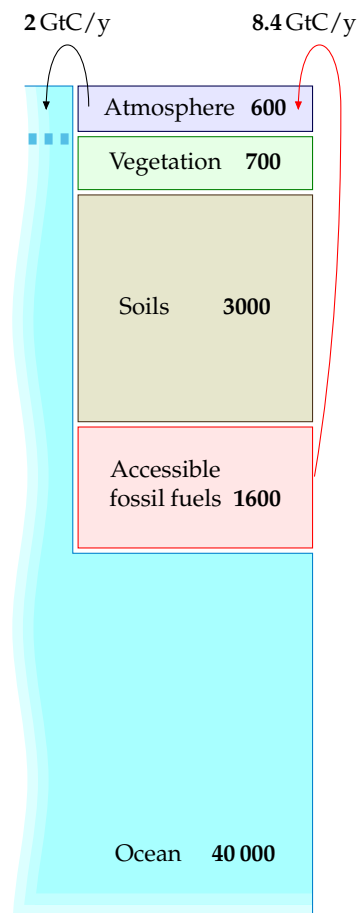 2 GtC/y 8.4 GtC/y
Atmosphere 600
Vegetation 700
Soils 3000
Accessible
fossil fuels 1600
Ocean 40 000